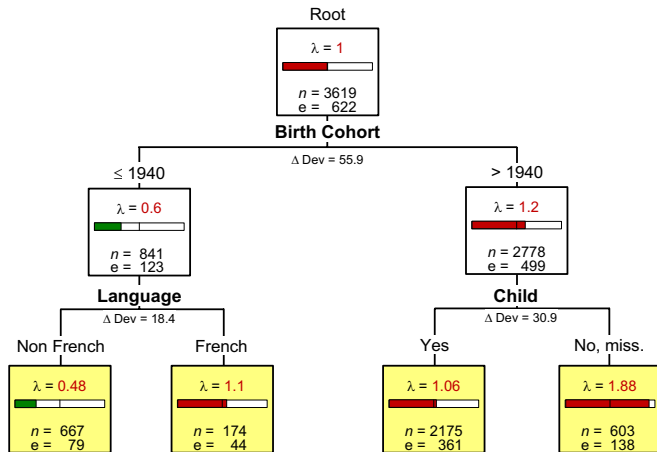 Root
λ = 1
n = 3619
e = 622
Birth Cohort
Δ Dev = 55.9
≤ 1940
> 1940
λ = 0.6
λ = 1.2
n = 841
e = 123
n = 2778
e = 499
Language
Child
Δ Dev = 18.4
Δ Dev = 30.9
Non French
French
Yes
No, miss.
λ = 0.48
λ = 1.1
λ = 1.06
λ = 1.88
n = 667
e = 79
n = 174
e = 44
n = 2175
e = 361
n = 603
e = 138